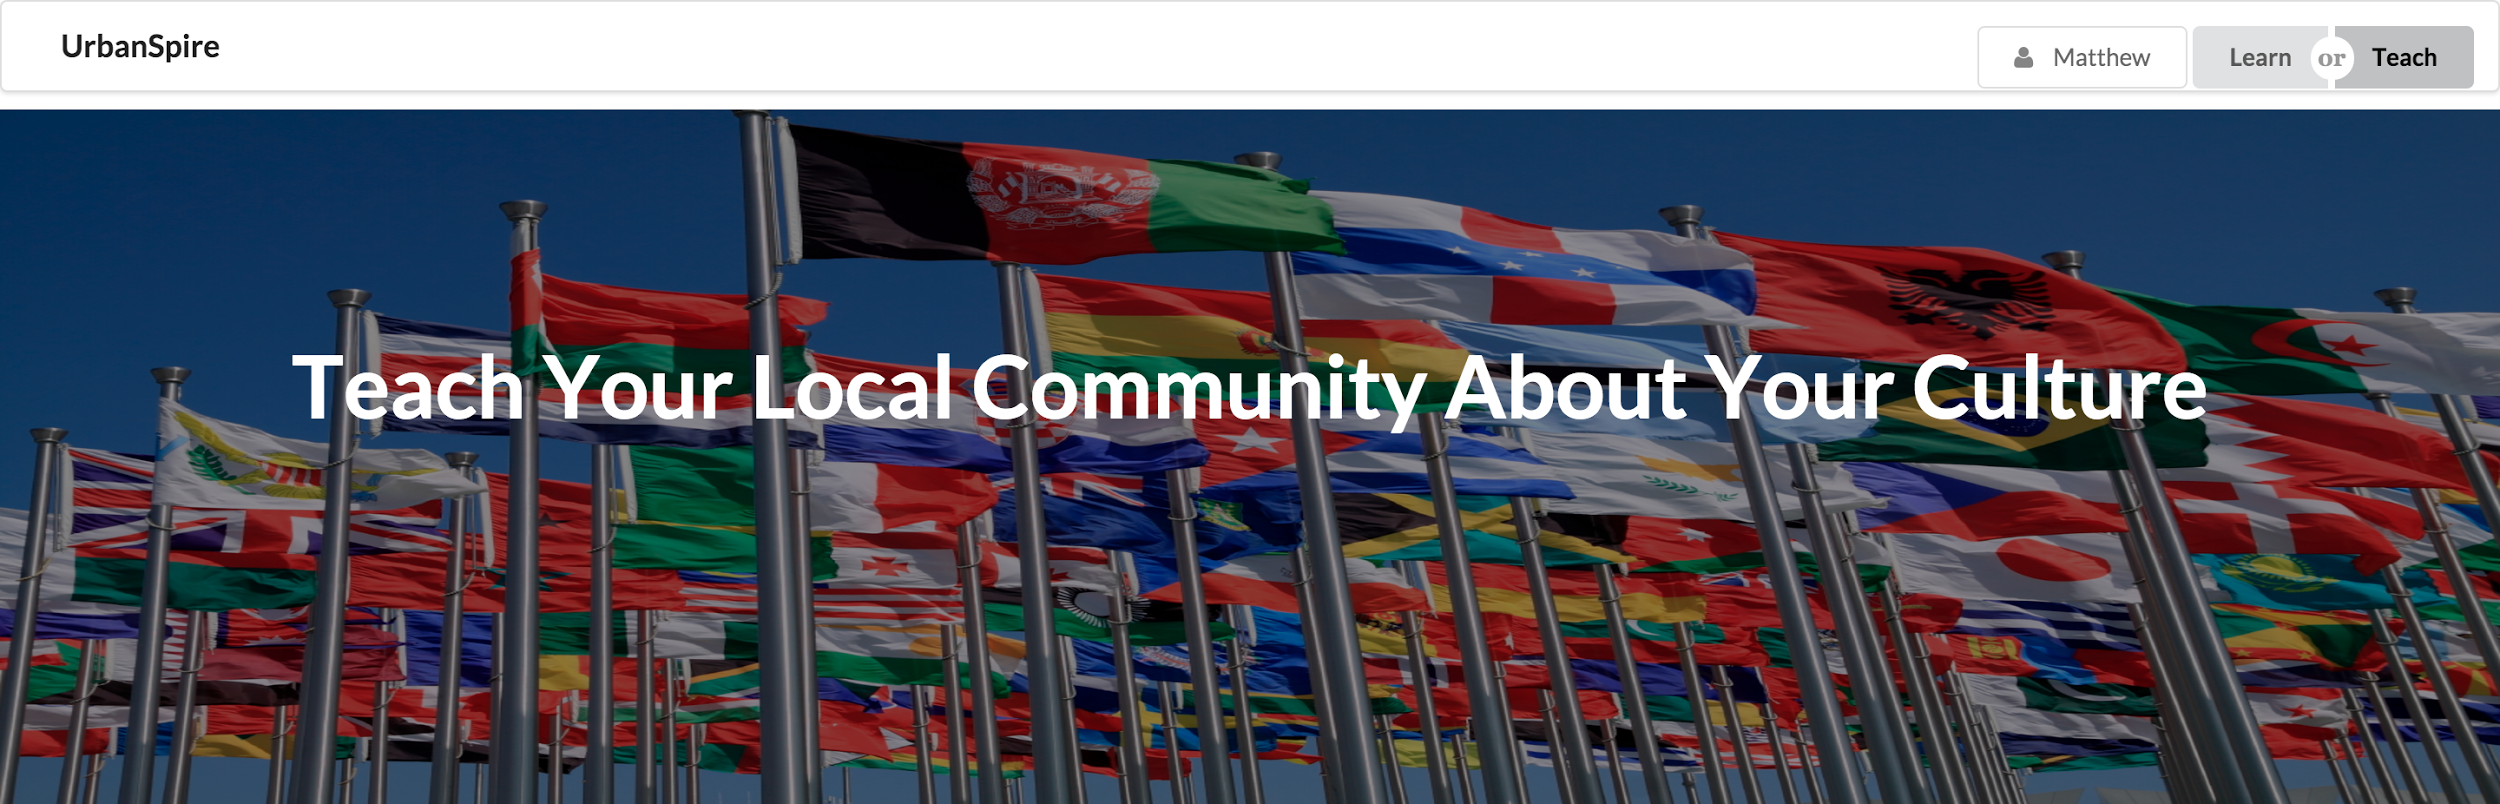 UrbanSpire
Matthew
Learn or Teach
Teach Your Local Community About Your Culture